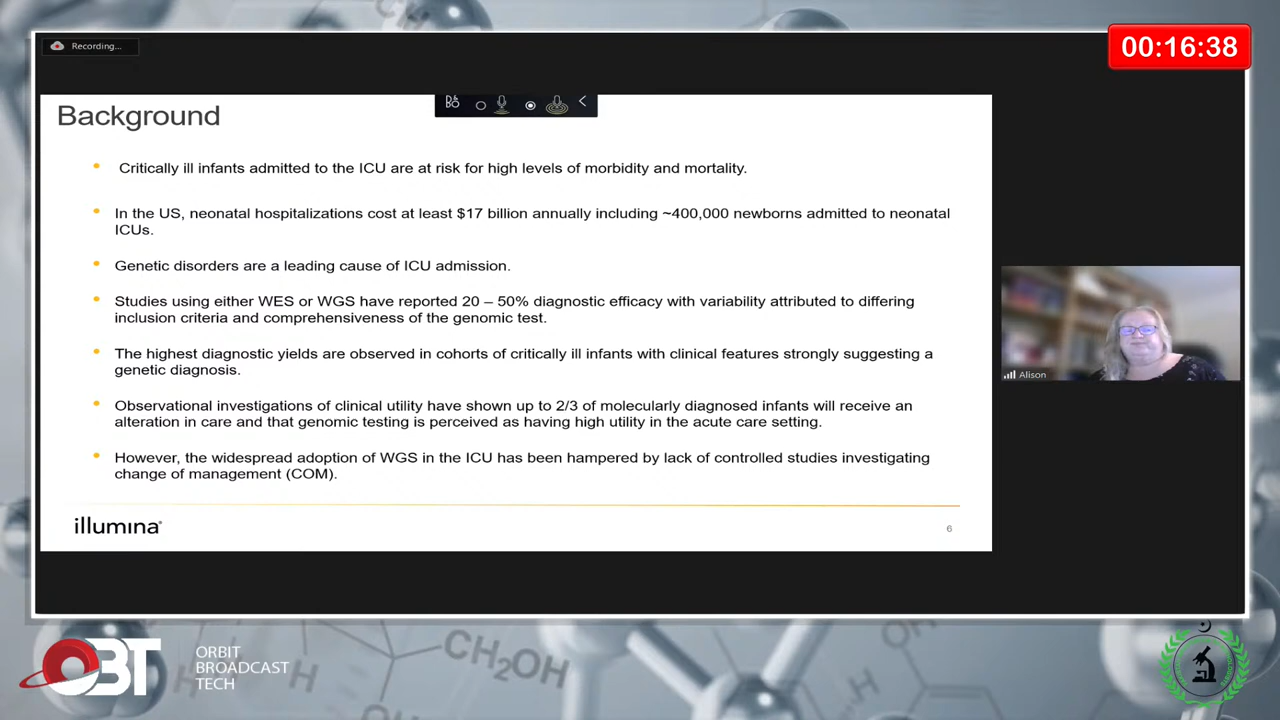 Recording...
00:16:38
Background
Critically ill infants admitted to the ICU are at risk for high levels of morbidity and mortality.
In the US, neonatal hospitalizations cost at least $17 billion annually including ~400,000 newborns admitted to neonatal
ICUs.
Genetic disorders are a leading cause of ICU admission.
Studies using either WES or WGS have reported 20 – 50% diagnostic efficacy with variability attributed to differing
inclusion criteria and comprehensiveness of the genomic test.
The highest diagnostic yields are observed in cohorts of critically ill infants with clinical features strongly suggesting a
genetic diagnosis.
Observational investigations of clinical utility have shown up to 2/3 of molecularly diagnosed infants will receive an
alteration in care and that genomic testing is perceived as having high utility in the acute care setting.
However, the widespread adoption of WGS in the ICU has been hampered by lack of controlled studies investigating
change of management (COM).
illumina®
6
Alison
OBT
ORBIT
BROADCAST
TECH
CH₂OH
H
H
OH
OH